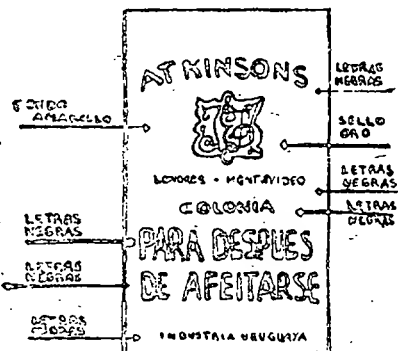 ATKINSONS
LETRAS
NEGRAS
FONDO
AMARILLO
SELLO
ORO
LONDRES - MONTEVIDEO
LETRAS
NEGRAS
COLONIA
LETRAS
NEGRAS
LETRAS
NEGRAS
PARA DESPUES
LETRAS
NEGRAS
DE AFEITARSE
LETRAS
INDUSTRIA URUGUAYA